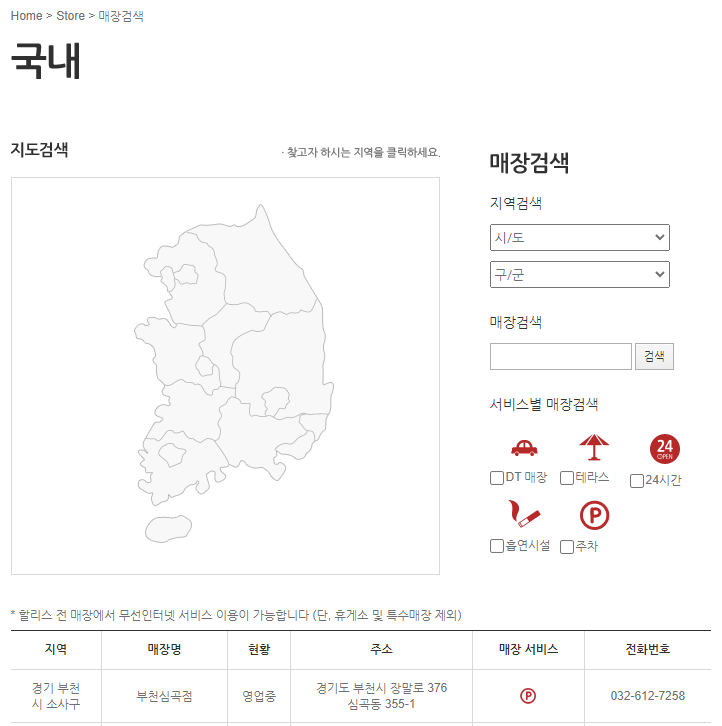 Home > Store > 매장검색
국내
지도검색
· 찾고자 하시는 지역을 클릭하세요.
매장검색
지역검색
시/도
구/군
매장검색
검색
서비스별 매장검색
24
OPEN
DT 매장
테라스
24시간
P
흡연시설
주차
* 할리스 전 매장에서 무선인터넷 서비스 이용이 가능합니다 (단, 휴게소 및 특수매장 제외)
지역 매장명 현황 주소 매장 서비스 전화번호
경기 부천
시 소사구
부천심곡점
영업중
경기도 부천시 장말로 376
심곡동 355-1
P
032-612-7258